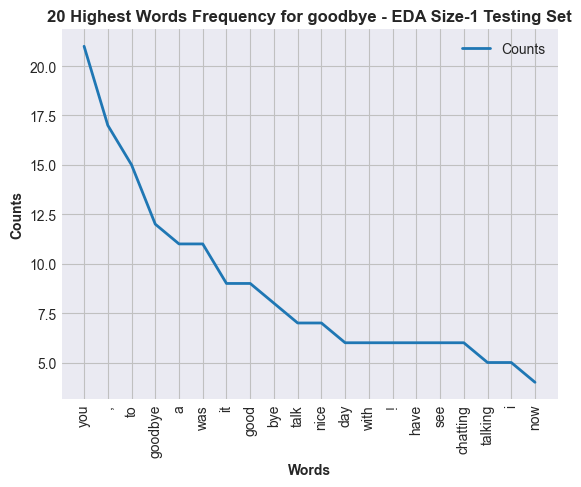 20 Highest Words Frequency for goodbye - EDA Size-1 Testing Set
Counts
20.0
17.5
15.0
12.5
10.0
7.5
5.0
Counts
you
,
to
goodbye
a
was
it
good
bye
talk
nice
day
with
!
have
see
chatting
talking
i
now
Words